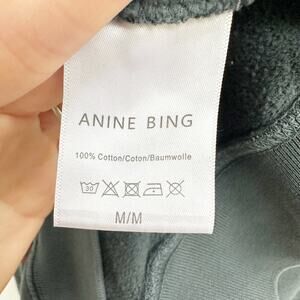 ANINE BING
100% Cotton/Coton/Baumwolle
30
M/M